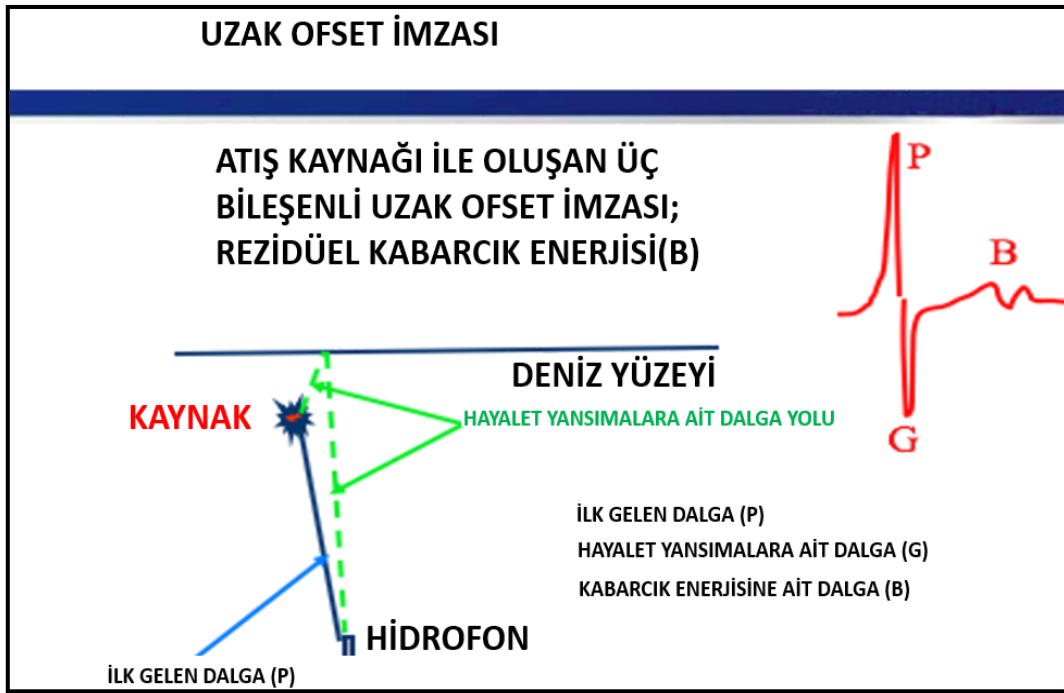 UZAK OFSET İMZASI
ATIŞ KAYNAĞI İLE OLUŞAN ÜÇ
BİLEŞENLİ UZAK OFSET İMZASI;
REZİDÜEL KABARCIK ENERJİSİ(B)
P
B
G
DENİZ YÜZEYİ
KAYNAK
HAYALET YANSIMALARA AİT DALGA YOLU
İLK GELEN DALGA (P)
HAYALET YANSIMALARA AİT DALGA (G)
KABARCIK ENERJİSİNE AİT DALGA (B)
HİDROFON
İLK GELEN DALGA (P)